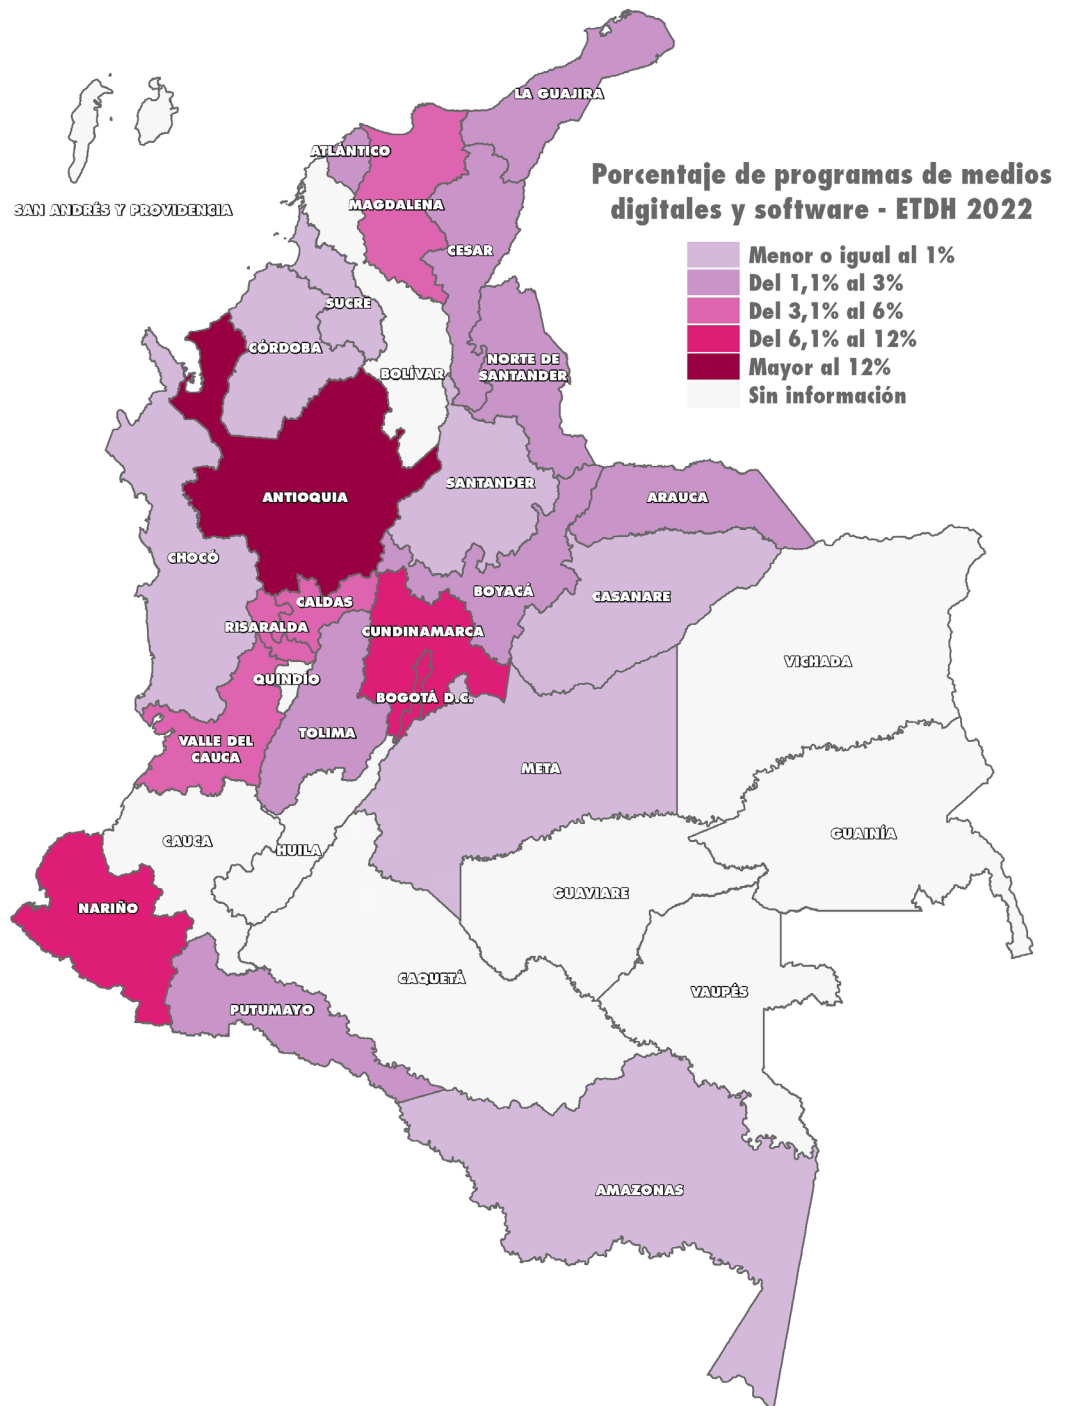 LA GUAJIRA
ATLÁNTICO
Porcentaje de programas de medios
digitales y software - ETDH 2022
MAGDALENA
SAN ANDRÉS Y PROVIDENCIA
CESAR
Menor o igual al 1%
Del 1,1% al 3%
Del 3,1% al 6%
Del 6,1% al 12%
Mayor al 12%
Sin información
SUCRE
CÓRDOBA
BOLÍVAR
NORTE DE
SANTANDER
SANTANDER
ANTIOQUIA
ARAUCA
CHOCÓ
BOYACÁ
CASANARE
CALDAS
RISARALDA
CUNDINAMARCA
VICHADA
QUINDÍO
BOGOTÁ D.C.
TOLIMA
VALLE DEL
CAUCA
META
CAUCA
HUILA
GUAINÍA
GUAVIARE
NARIÑO
CAQUETÁ
VAUPÉS
PUTUMAYO
AMAZONAS